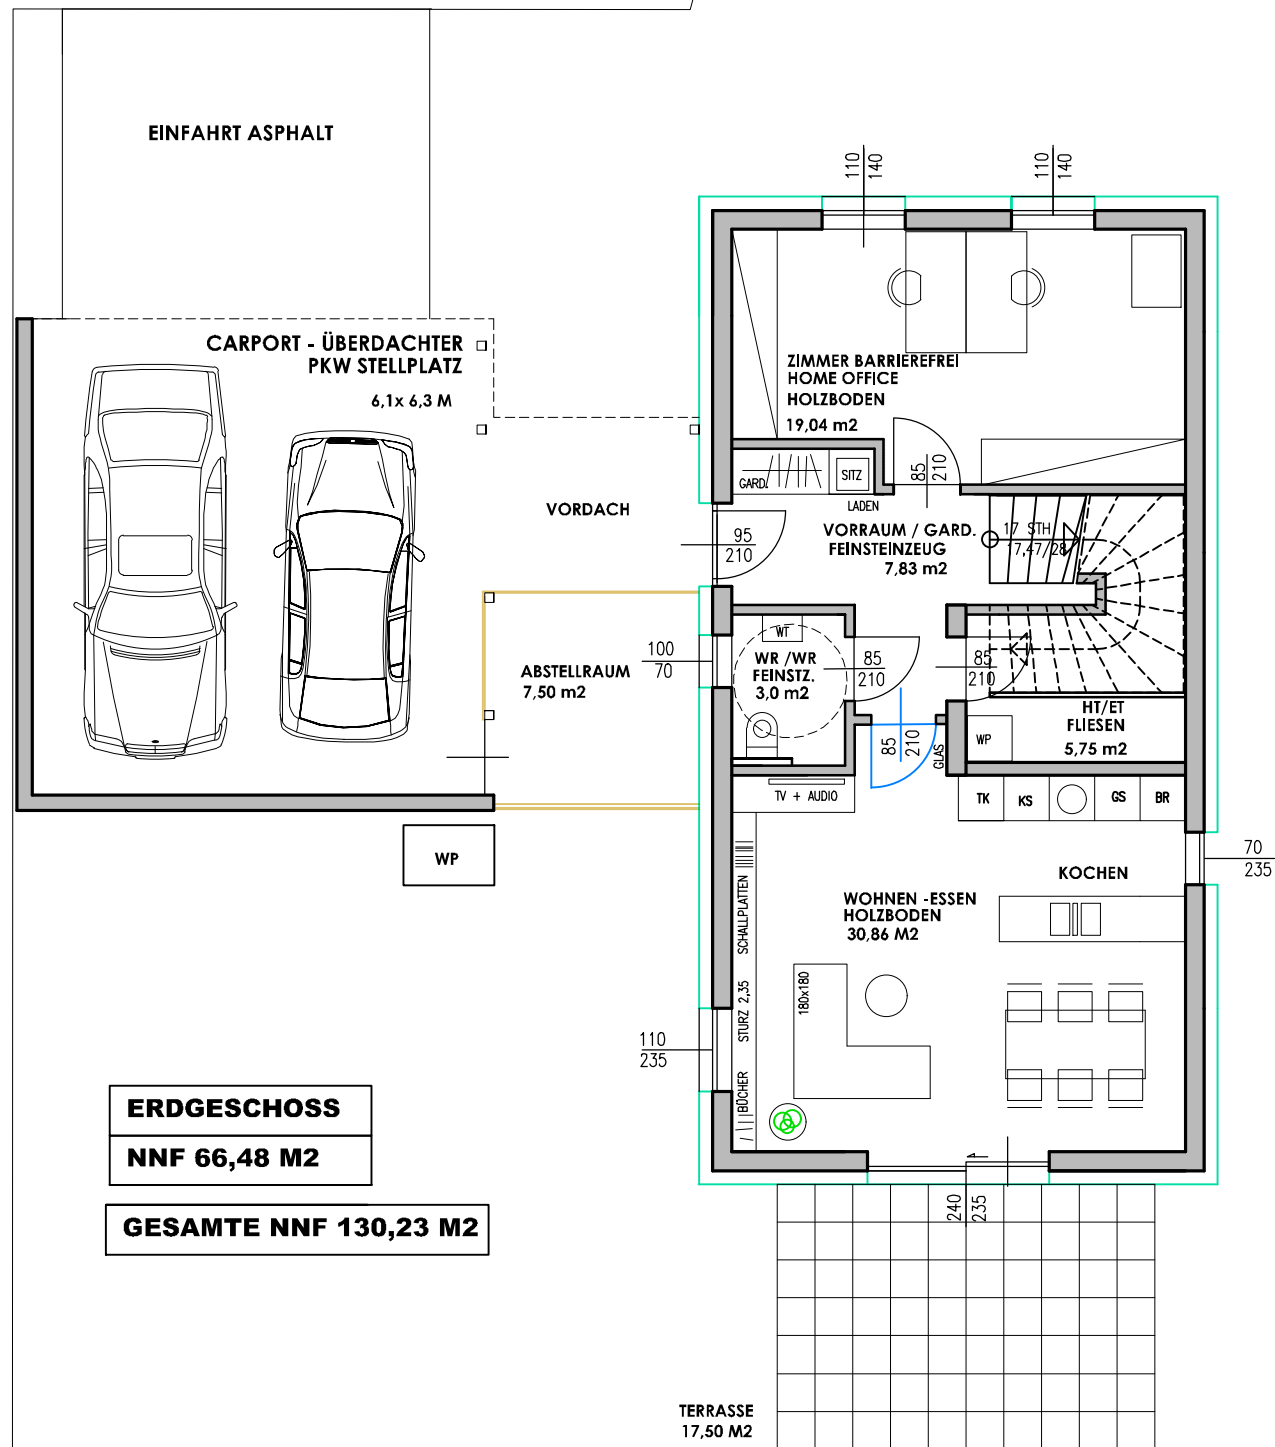 EINFAHRT ASPHALT
110
140
110
140
CARPORT - ÜBERDACHTER
PKW STELLPLATZ
6,1x 6,3 M
ZIMMER BARRIEREFREI
HOME OFFICE
HOLZBODEN
19,04 m2
GARD.
SITZ
LADEN
85
210
VORDACH
95
210
VORRAUM / GARD.
FEINSTEINZEUG
7,83 m2
17 STH
17,47/28
ABSTELLRAUM
7,50 m2
100
70
WT
WR /WR
FEINSTZ.
3,0 m2
85
210
85
210
HT/ET
FLIESEN
5,75 m2
WP
85
210
GLAS
TV + AUDIO
TK
KS
GS
BR
WP
70
235
KOCHEN
WOHNEN -ESSEN
HOLZBODEN
30,86 M2
SCHALLPLATTEN
STURZ 2,35
BÜCHER
180x180
110
235
ERDGESCHOSS
NNF 66,48 M2
GESAMTE NNF 130,23 M2
240
235
TERRASSE
17,50 M2